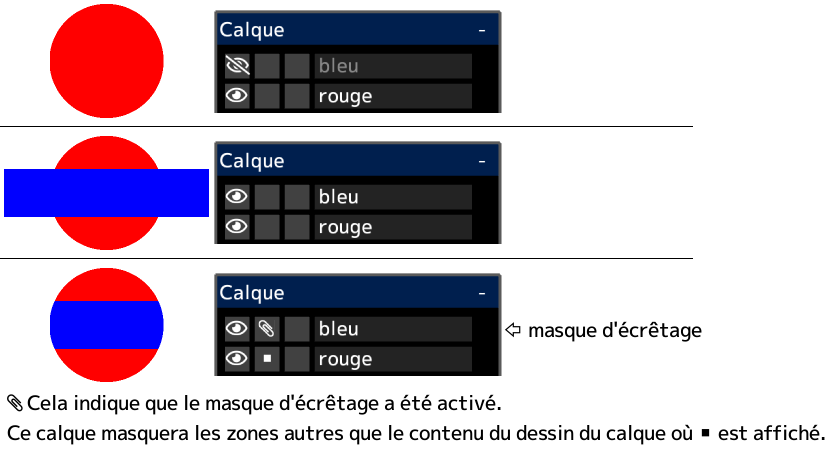 Calque -
bleu
rouge
Calque -
bleu
rouge
Calque -
bleu
rouge
⇦ masque d'écrêtage
Cela indique que le masque d'écrêtage a été activé.
Ce calque masquera les zones autres que le contenu du dessin du calque où ▪ est affiché.